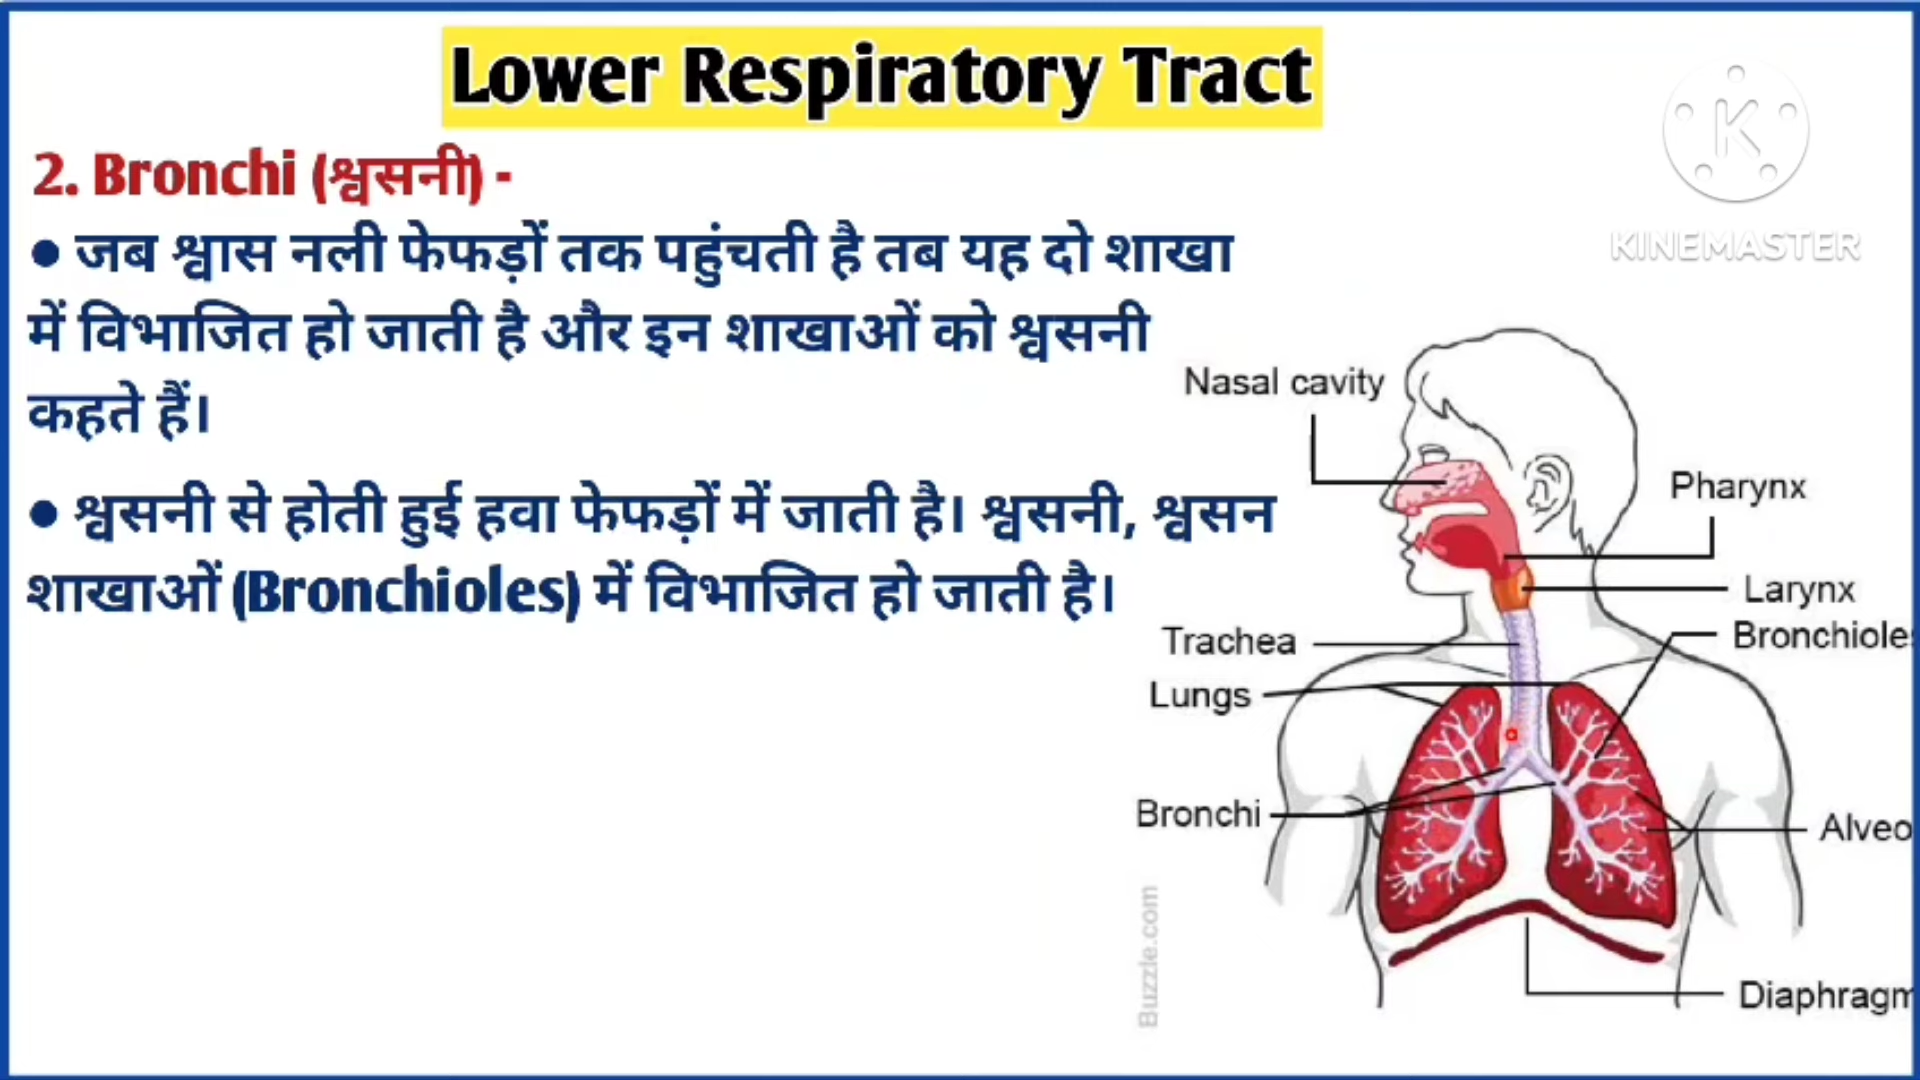 Lower Respiratory Tract
2. Bronchi (श्वसनी) -
● जब श्वास नली फेफड़ों तक पहुंचती है तब यह दो शाखा
में विभाजित हो जाती है और इन शाखाओं को श्वसनी
कहते हैं।
● श्वसनी से होती हुई हवा फेफड़ों में जाती है। श्वसनी, श्वसन
शाखाओं (Bronchioles) में विभाजित हो जाती है।
K
KINEMASTER
Nasal cavity
Pharynx
Larynx
Bronchioles
Trachea
Lungs
Bronchi
Alveo
Diaphragm
Buzzle.com